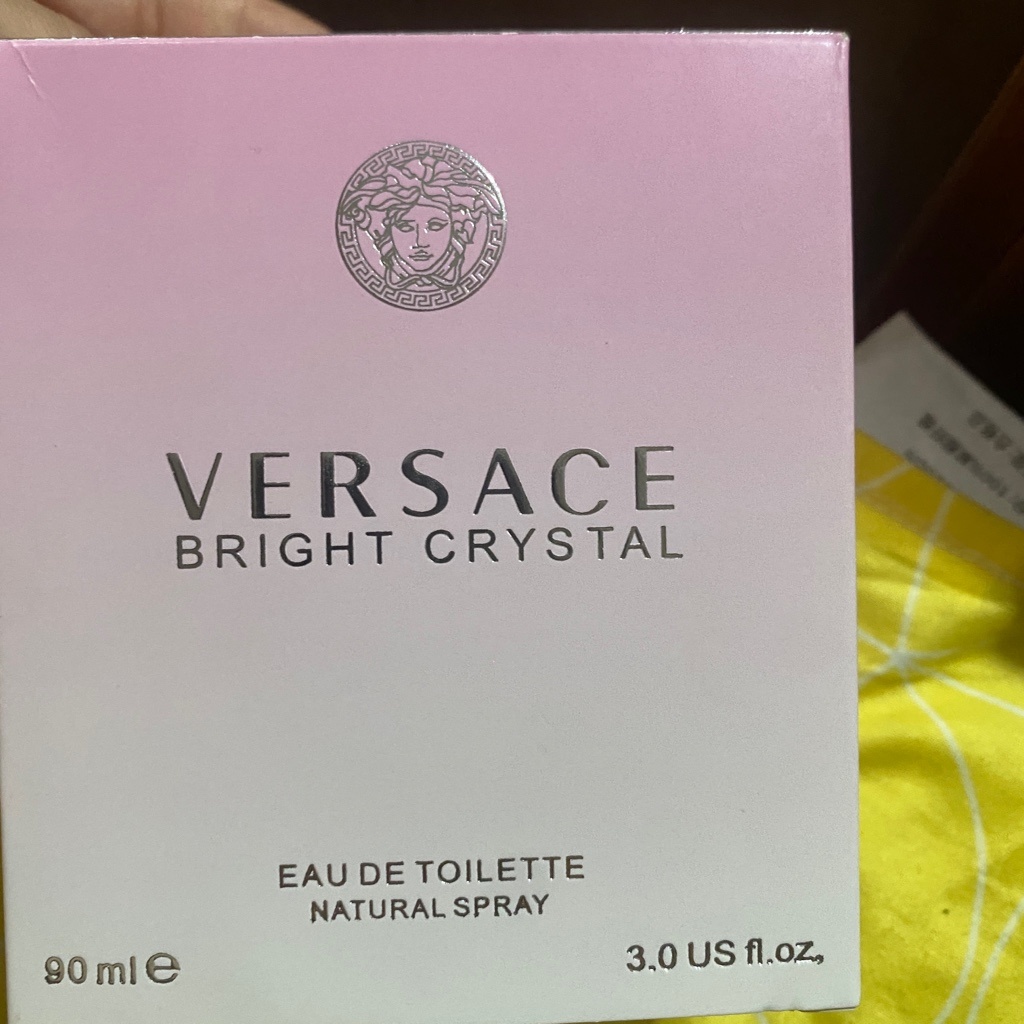 VERSACE
BRIGHT CRYSTAL
EAU DE TOILETTE
NATURAL SPRAY
90 ml e
3.0 US fl.oz,